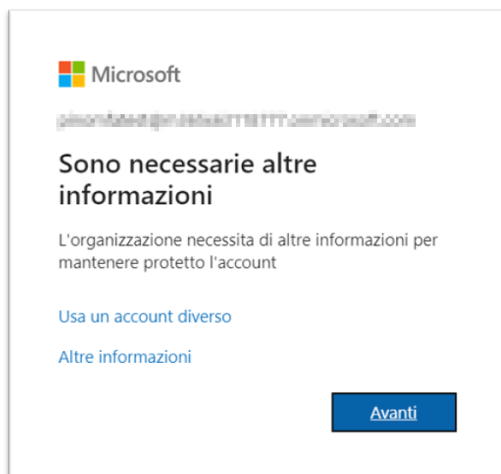 Microsoft
Sono necessarie altre
informazioni
L'organizzazione necessita di altre informazioni per
mantenere protetto l'account
Usa un account diverso
Altre informazioni
Avanti